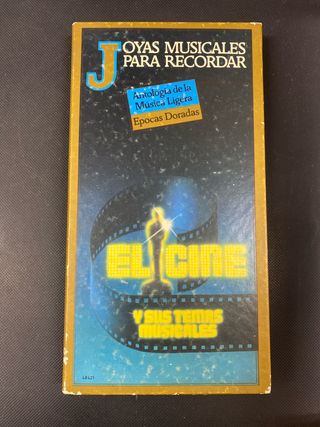 JOYAS MUSICALES
PARA RECORDAR
Antología de la
Música Ligera
Epocas Doradas
EL CINE
Y SUS TEMAS
MUSICALES